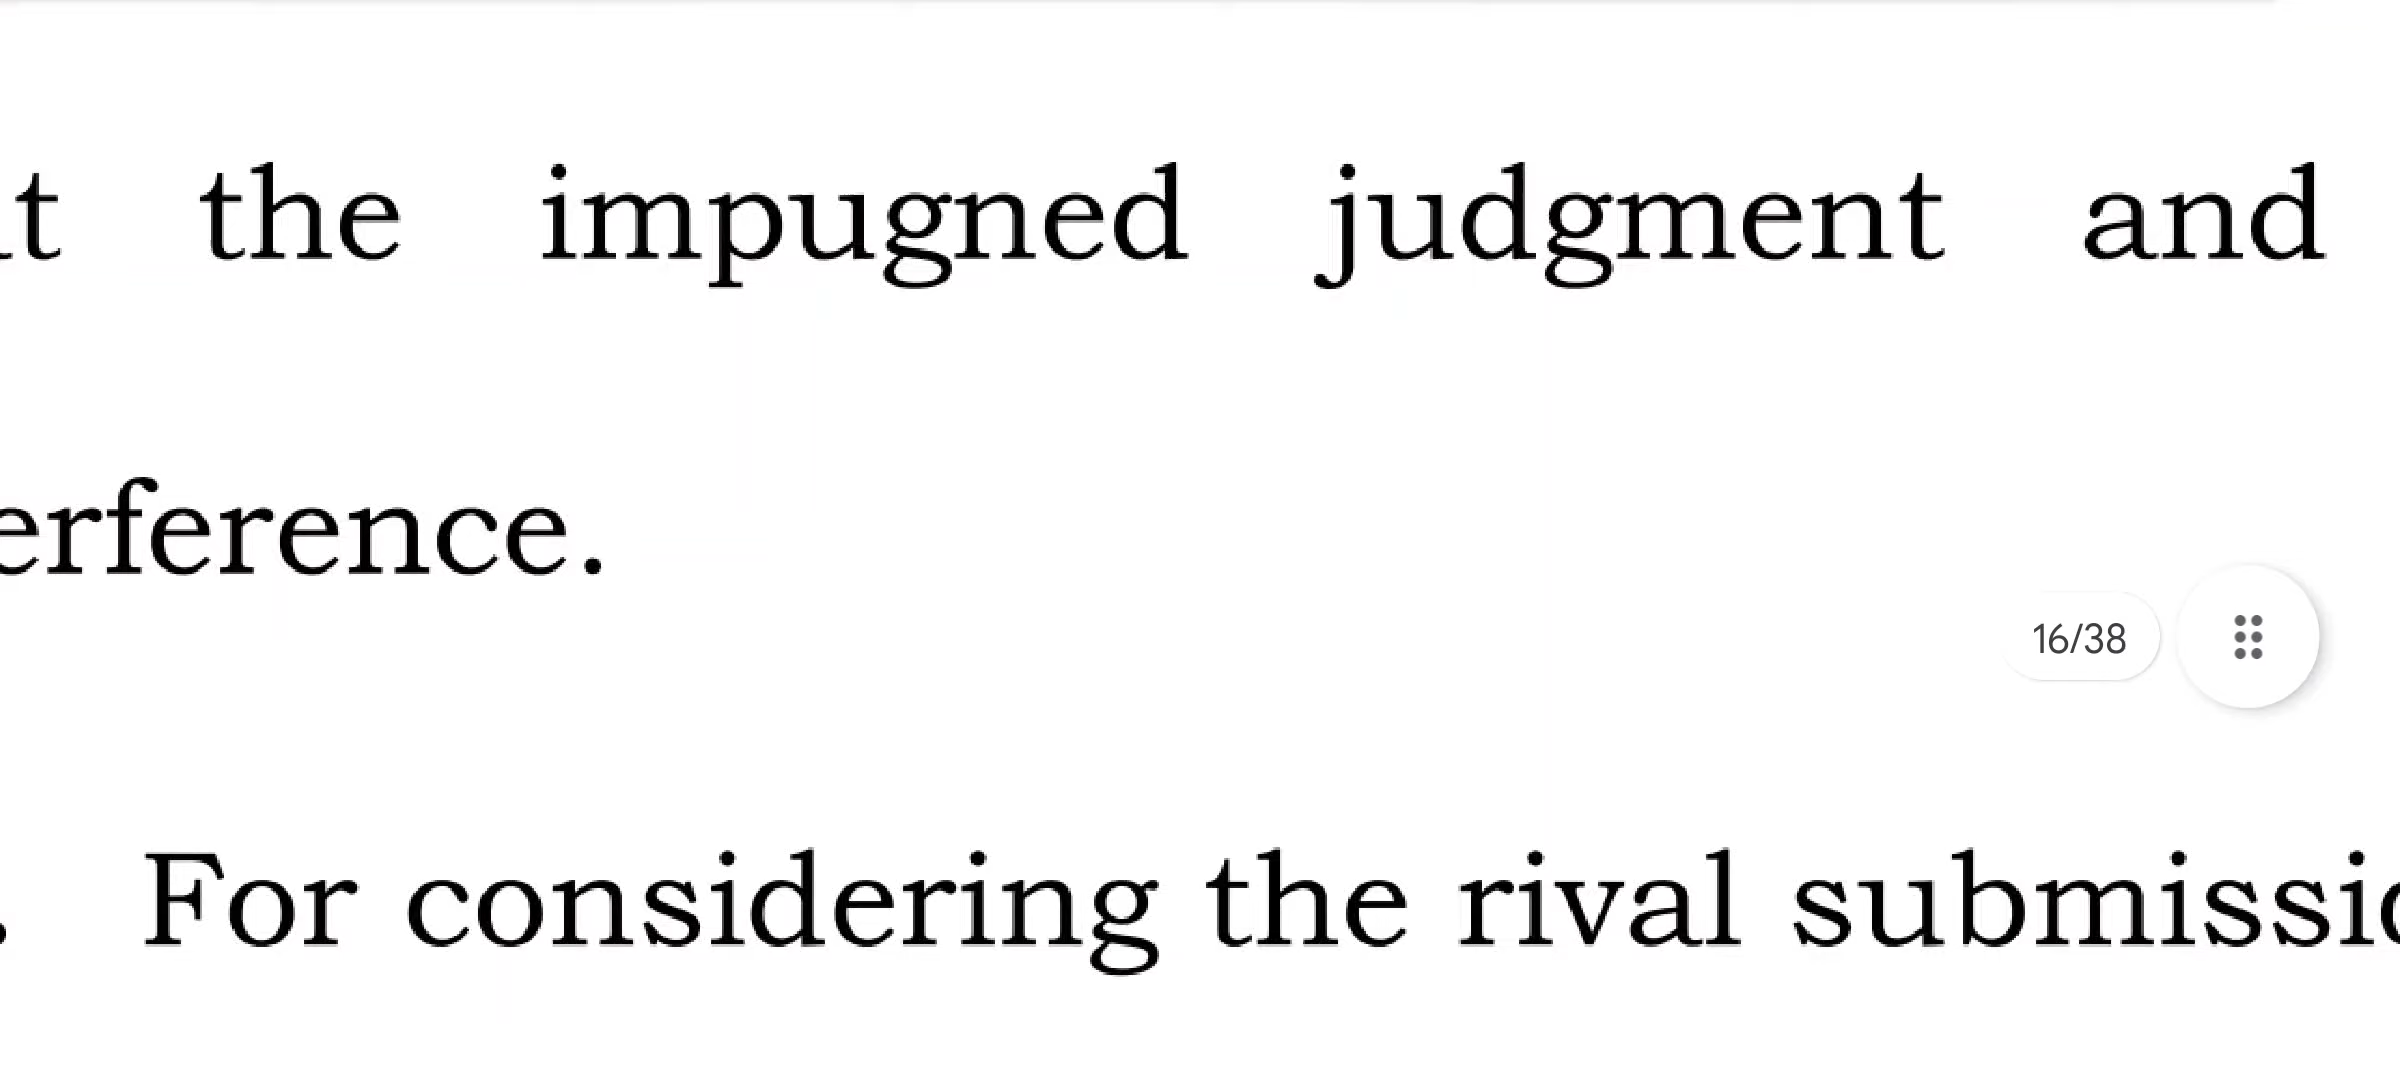 the impugned judgment and
erference.
16/38
. For considering the rival submissi